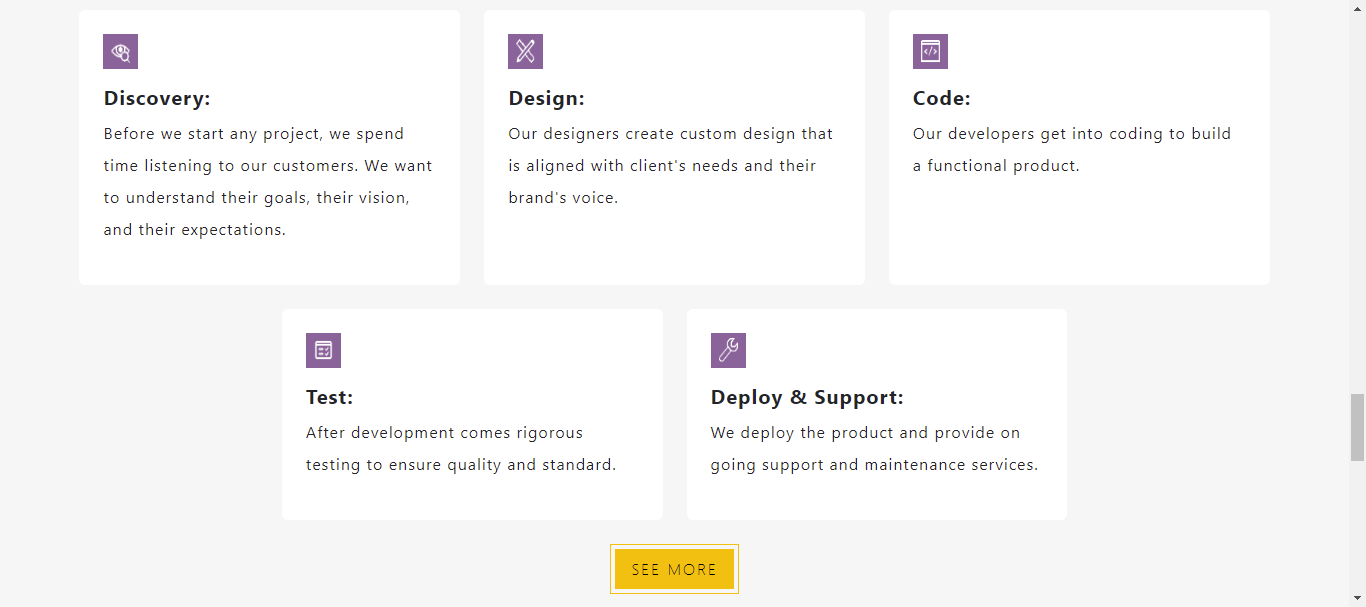 Discovery:
Before we start any project, we spend
time listening to our customers. We want
to understand their goals, their vision,
and their expectations.
Design:
Our designers create custom design that
is aligned with client's needs and their
brand's voice.
Code:
Our developers get into coding to build
a functional product.
Test:
After development comes rigorous
testing to ensure quality and standard.
Deploy & Support:
We deploy the product and provide on
going support and maintenance services.
SEE MORE